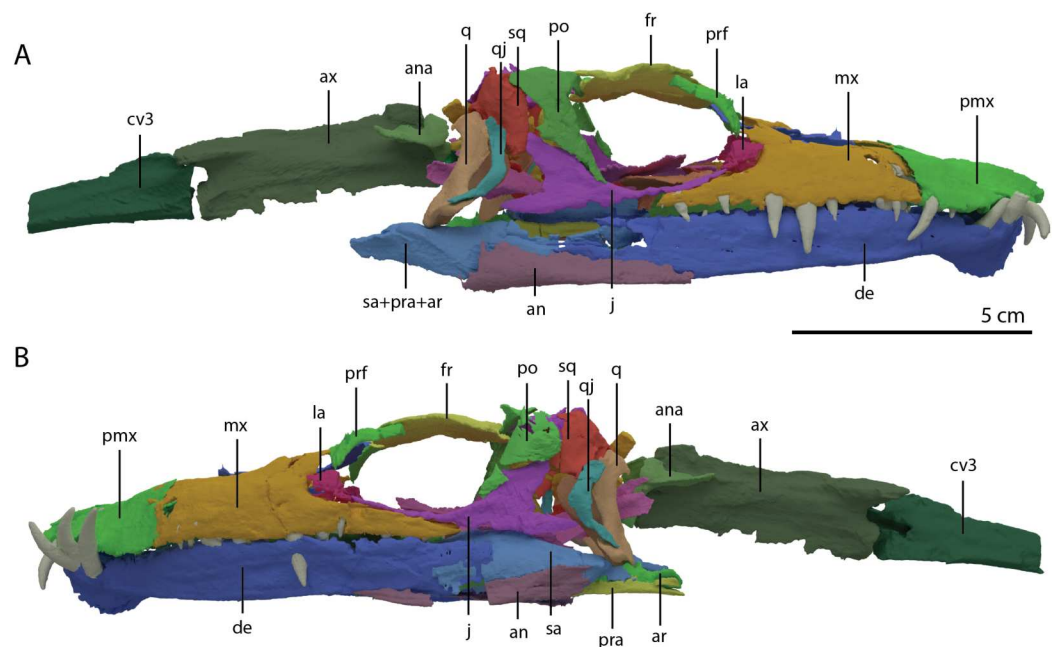 A
cv3
ax
ana
q
qj
sq
po
fr
prf
la
mx
pmx
sa+pra+ar
an
j
de
5 cm
B
pmx
mx
la
prf
fr
po
sq
qj
q
ana
ax
cv3
de
j
an
sa
pra
ar